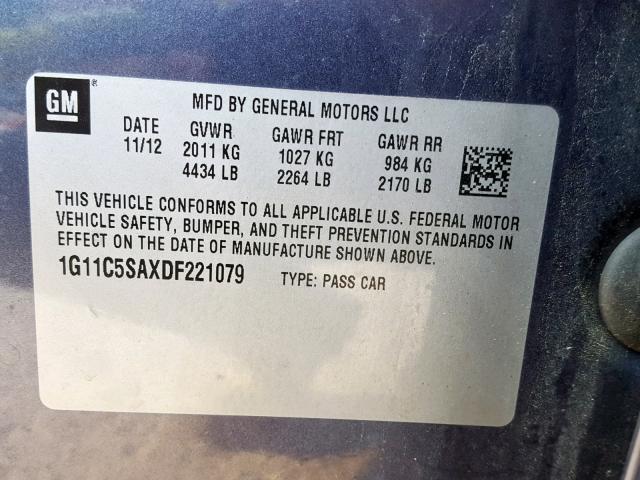 GM
MFD BY GENERAL MOTORS LLC
DATE GVWR GAWR FRT GAWR RR
11/12 2011 KG 1027 KG 984 KG
4434 LB 2264 LB 2170 LB
THIS VEHICLE CONFORMS TO ALL APPLICABLE U.S. FEDERAL MOTOR
VEHICLE SAFETY, BUMPER, AND THEFT PREVENTION STANDARDS IN
EFFECT ON THE DATE OF MANUFACTURE SHOWN ABOVE.
1G11C5SAXDF221079 TYPE: PASS CAR